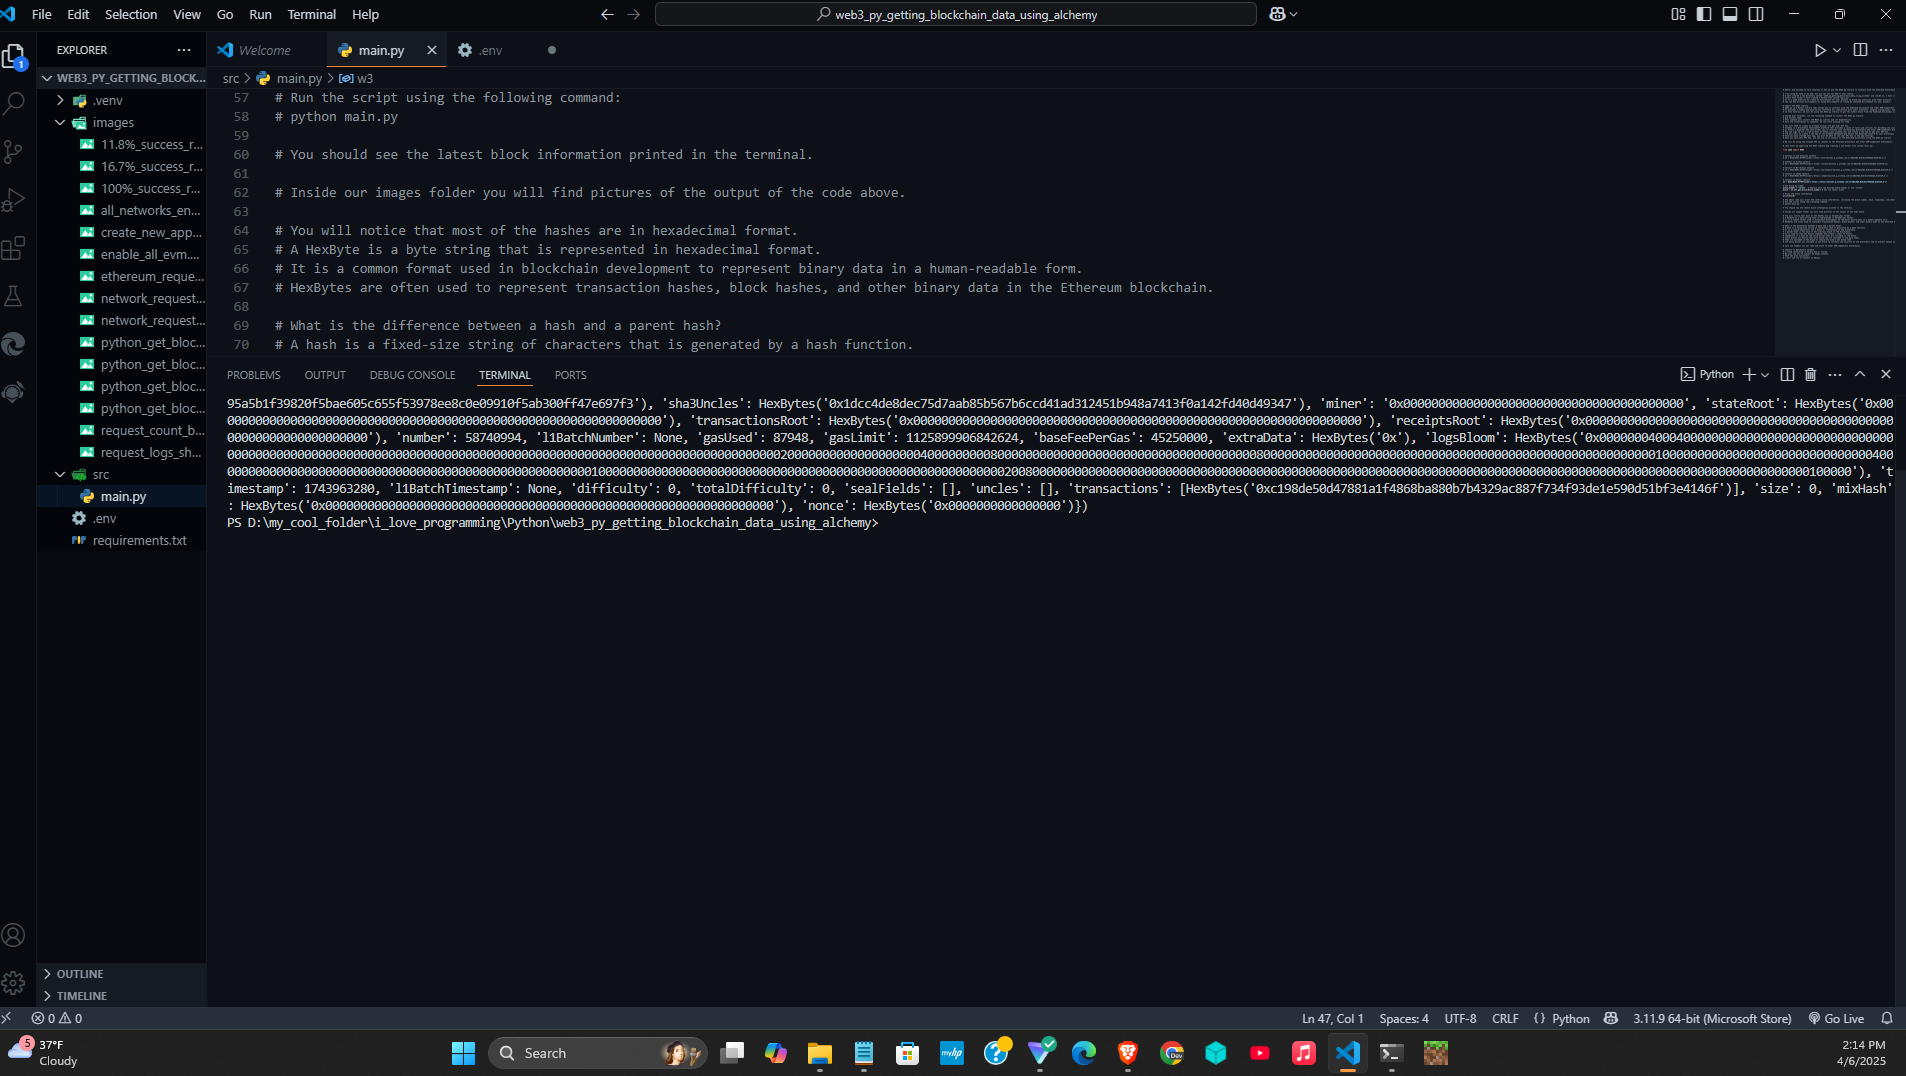 File Edit Selection View Go Run Terminal Help
web3_py_getting_blockchain_data_using_alchemy
EXPLORER
Welcome
main.py
.env
1
WEB3_PY_GETTING_BLOCK...
src > main.py > w3
.venv
images
11.8%_success_r...
16.7%_success_r...
100%_success_r...
all_networks_en...
create_new_app...
enable_all_evm....
ethereum_reque...
network_request...
network_request...
python_get_bloc...
python_get_bloc...
python_get_bloc...
python_get_bloc...
request_count_b...
request_logs_sh...
src
main.py
.env
requirements.txt
OUTLINE
TIMELINE
57 # Run the script using the following command:
58 # python main.py
59
60 # You should see the latest block information printed in the terminal.
61
62 # Inside our images folder you will find pictures of the output of the code above.
63
64 # You will notice that most of the hashes are in hexadecimal format.
65 # A HexByte is a byte string that is represented in hexadecimal format.
66 # It is a common format used in blockchain development to represent binary data in a human-readable form.
67 # HexBytes are often used to represent transaction hashes, block hashes, and other binary data in the Ethereum blockchain.
68
69 # What is the difference between a hash and a parent hash?
70 # A hash is a fixed-size string of characters that is generated by a hash function.
PROBLEMS OUTPUT DEBUG CONSOLE TERMINAL PORTS
Python
95a5b1f39820f5bae605c655f53978ee8c0e09910f5ab300ff47e697f3'), 'sha3Uncles': HexBytes('0x1dcc4de8dec75d7aab85b567b6ccd41ad312451b948a7413f0a142fd40d49347'), 'miner': '0x0000000000000000000000000000000000000000', 'stateRoot': HexBytes('0x00
'), 'transactionsRoot': HexBytes('0x0000000000000000000000000000000000000000000000000000000000000000'), 'receiptsRoot': HexBytes(
'), 'number': 58740994, 'l1BatchNumber': None, 'gasUsed': 87948, 'gasLimit': 1125899906842624, 'baseFeePerGas': 45250000, 'extraData': HexBytes('0x'), 'logsBloom': HexBytes(
'), 't
imestamp': 1743963280, 'l1BatchTimestamp': None, 'difficulty': 0, 'totalDifficulty': 0, 'sealFields': [], 'uncles': [], 'transactions': [HexBytes('0xc198de50d47881a1f4868ba880b7b4329ac887f734f93de1e590d51bf3e4146f')], 'size': 0, 'mixHash'
: HexBytes('0x0000000000000000000000000000000000000000000000000000000000000000'), 'nonce': HexBytes('0x0000000000000000')})
PS D:\my_cool_folder\i_love_programming\Python\web3_py_getting_blockchain_data_using_alchemy>
0 0
Ln 47, Col 1 Spaces: 4 UTF-8 CRLF {} Python 3.11.9 64-bit (Microsoft Store) Go Live
5
37°F
Cloudy
Search
myhp
Dev
2:14 PM
4/6/2025